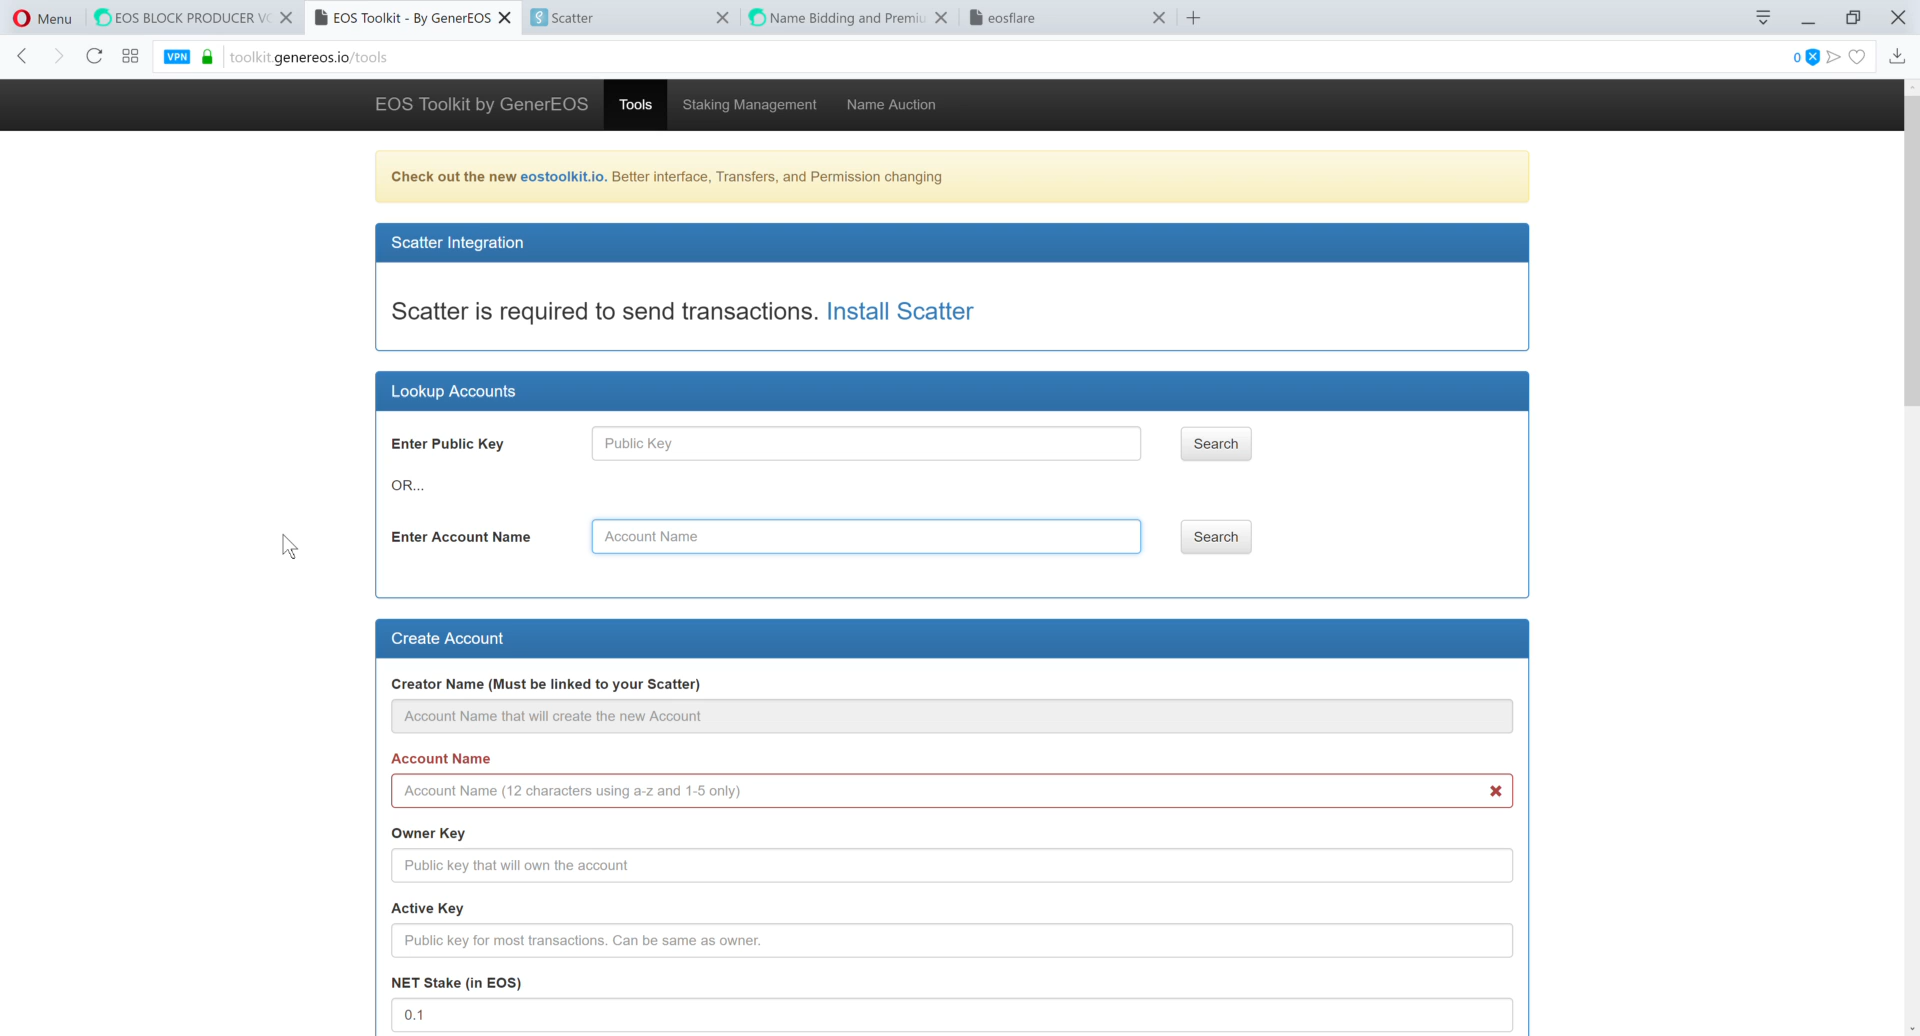 Menu
EOS BLOCK PRODUCER VO
EOS Toolkit - By GenerEOS
Scatter
Name Bidding and Premiu
eosflare
VPN
toolkit.genereos.io/tools
0
EOS Toolkit by GenerEOS
Tools
Staking Management
Name Auction
Check out the new eostoolkit.io. Better interface, Transfers, and Permission changing
Scatter Integration
Scatter is required to send transactions. Install Scatter
Lookup Accounts
Enter Public Key
Public Key
Search
OR...
Enter Account Name
Account Name
Search
Create Account
Creator Name (Must be linked to your Scatter)
Account Name that will create the new Account
Account Name
Account Name (12 characters using a-z and 1-5 only)
Owner Key
Public key that will own the account
Active Key
Public key for most transactions. Can be same as owner.
NET Stake (in EOS)
0.1